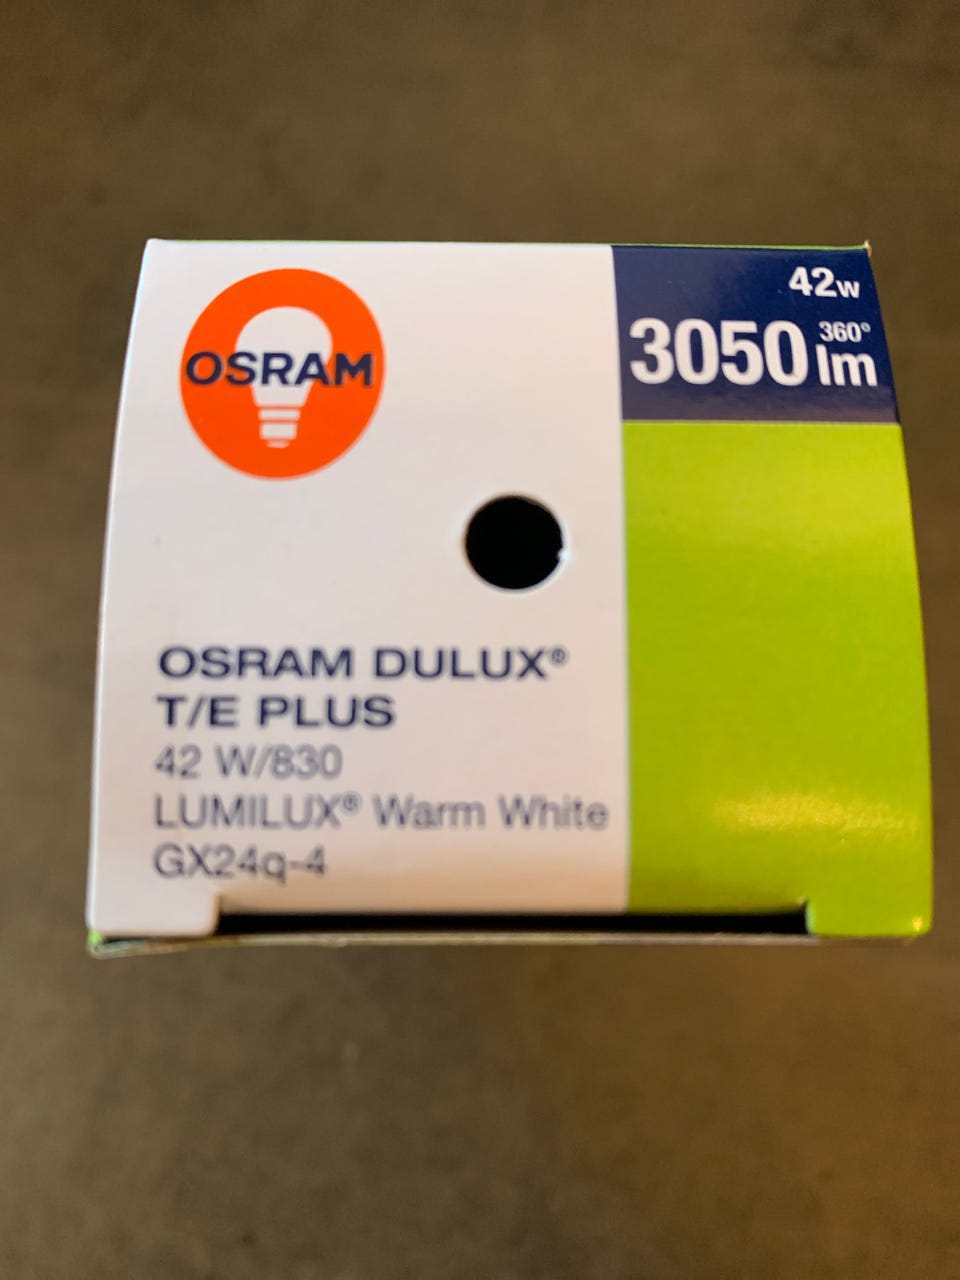 OSRAM
42w
360°
3050 lm
OSRAM DULUX®
T/E PLUS
42 W/830
LUMILUX® Warm White
GX24q-4